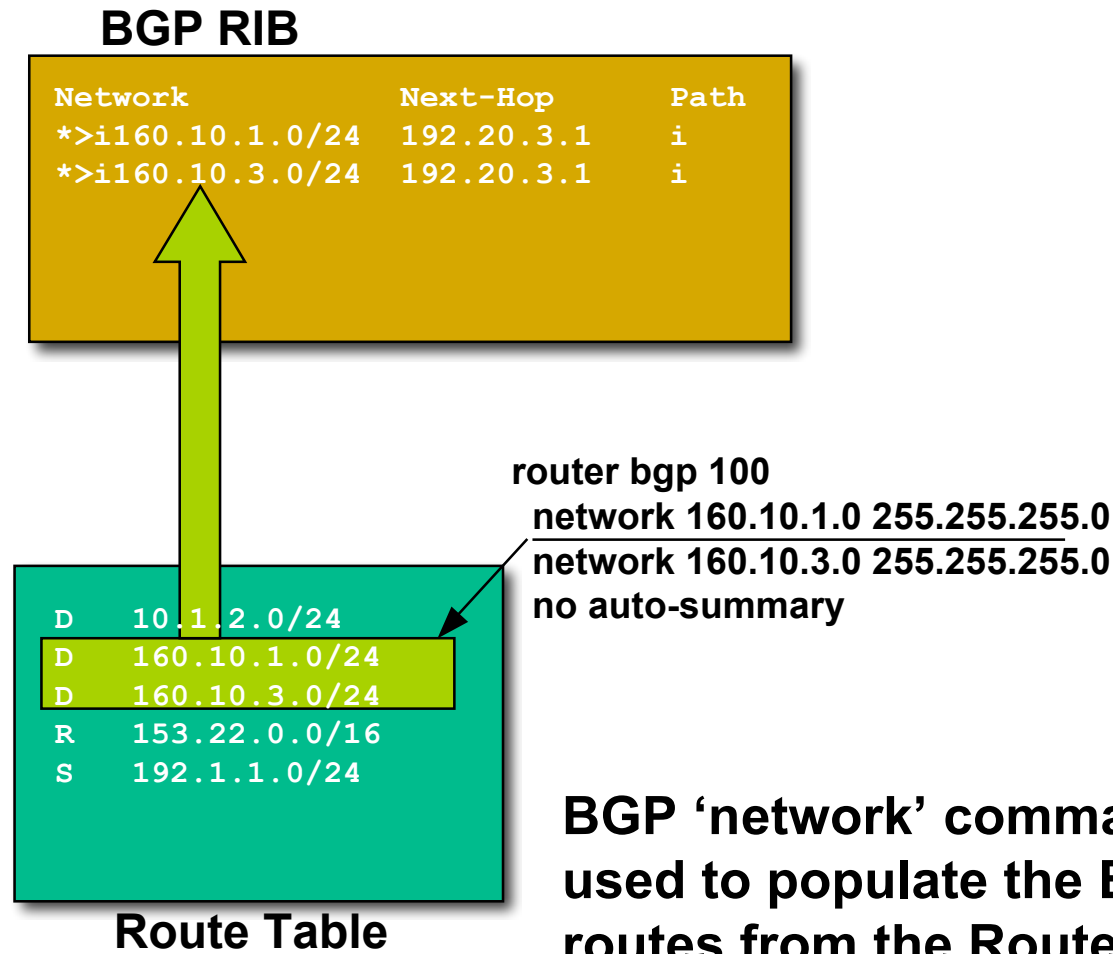 BGP RIB
Network Next-Hop Path
*>i160.10.1.0/24 192.20.3.1 i
*>i160.10.3.0/24 192.20.3.1 i
router bgp 100
network 160.10.1.0 255.255.255.0
network 160.10.3.0 255.255.255.0
no auto-summary
D 10.1.2.0/24
D 160.10.1.0/24
D 160.10.3.0/24
R 153.22.0.0/16
S 192.1.1.0/24
Route Table
BGP ‘network’
used to populate the
routes from the Route